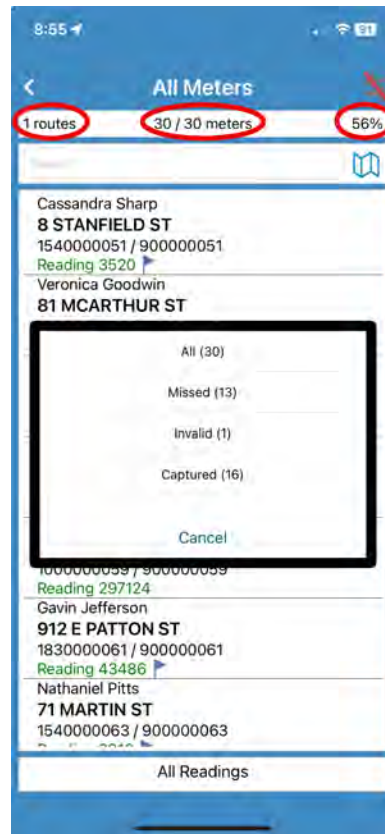 8:55
91
All Meters
1 routes 30 / 30 meters 56%
Cassandra Sharp
8 STANFIELD ST
1540000051 / 900000051
Reading 3520
Veronica Goodwin
81 MCARTHUR ST
All (30)
Missed (13)
Invalid (1)
Captured (16)
Cancel
1000000059 / 900000059
Reading 297124
Gavin Jefferson
912 E PATTON ST
1830000061 / 900000061
Reading 43486
Nathaniel Pitts
71 MARTIN ST
1540000063 / 900000063
All Readings